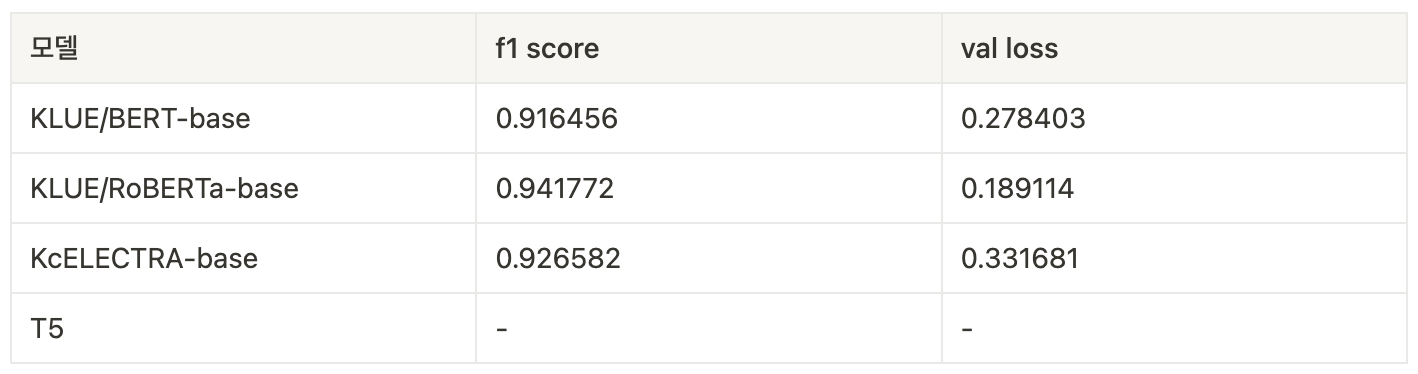 모델 f1 score val loss
KLUE/BERT-base 0.916456 0.278403
KLUE/RoBERTa-base 0.941772 0.189114
KcELECTRA-base 0.926582 0.331681
T5 - -